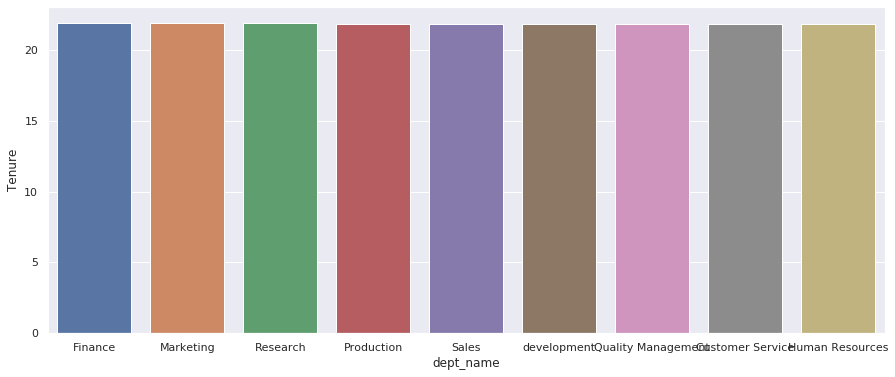 20
15
10
5
0
Tenure
Finance Marketing Research Production Sales development Quality Management Customer Service Human Resources
dept_name